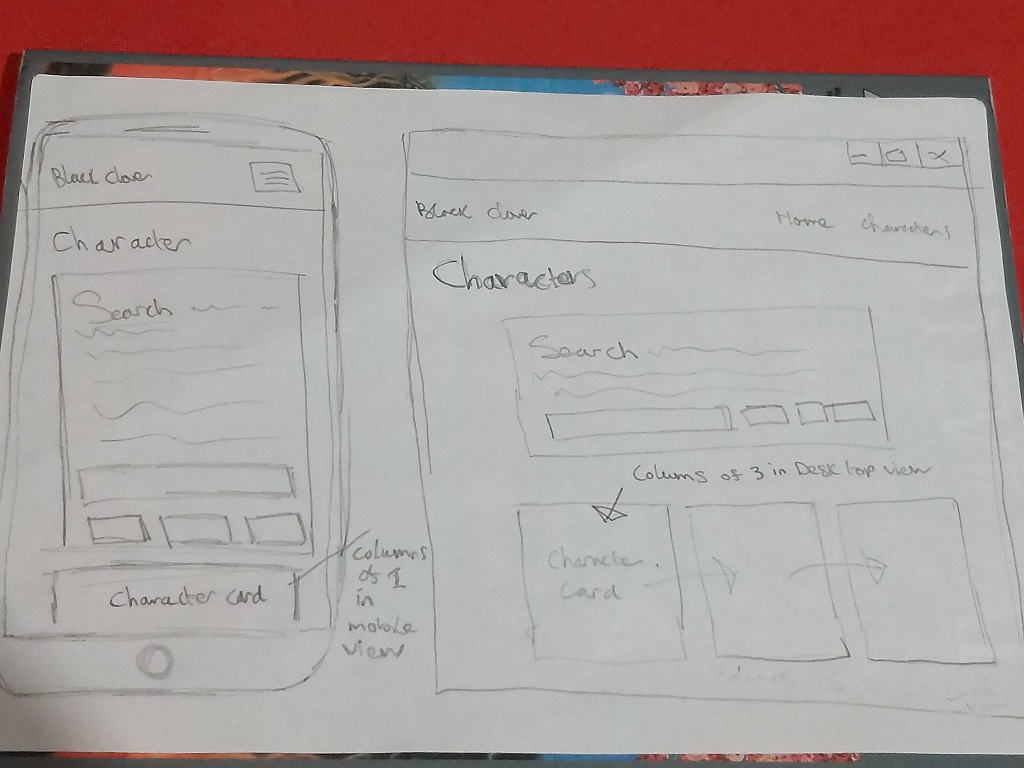 Black clover
Character
Search
Character card
columns
of 1
in
mobile
view
Black clover
Home Characters
Characters
Search
Colums of 3 in Desktop view
Character
Card